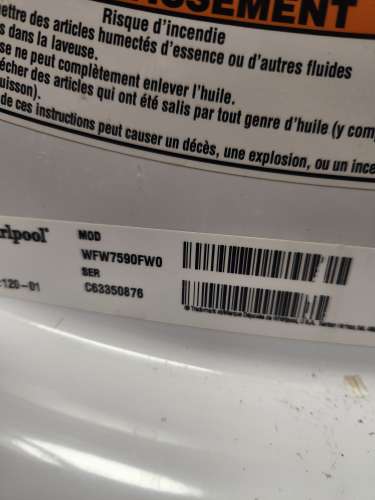 SSEMENT
Risque d'incendie
ettre des articles humectés d'essence ou d'autres fluides
s dans la laveuse.
se ne peut complètement enlever l'huile.
écher des articles qui ont été salis par tout genre d'huile (y comp
uisson).
de ces instructions peut causer un décès, une explosion, ou un ince
rlpool®
MOD
WFW7590FW0
SER
C63350876
120-01